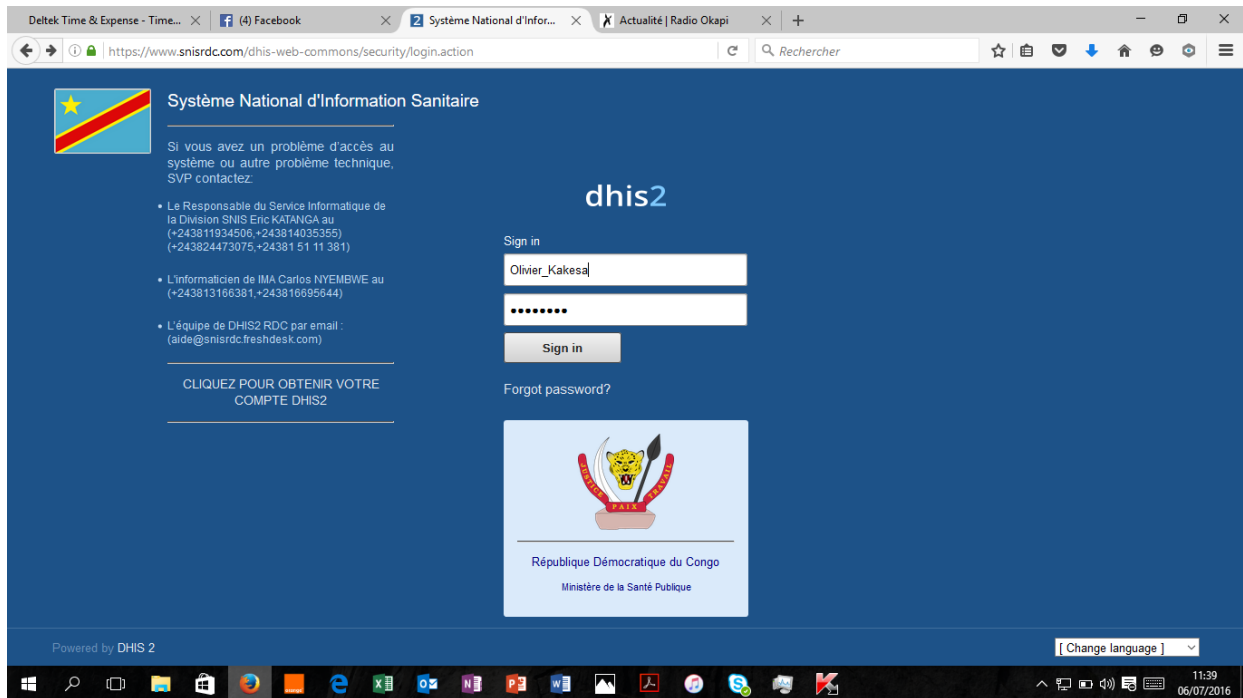 Deltek Time & Expense - Time...
(4) Facebook
Système National d'Infor...
Actualité | Radio Okapi
https://www.snisrdc.com/dhis-web-commons/security/login.action
Rechercher
Système National d'Information Sanitaire
Si vous avez un problème d'accès au
système ou autre problème technique,
SVP contactez:
• Le Responsable du Service Informatique de
la Division SNIS Eric KATANGA au
(+243811934506,+243814035355)
(+243824473075,+24381 51 11 381)
• L'informaticien de IMA Carlos NYEMBWE au
(+243813166381,+243816695644)
• L'équipe de DHIS2 RDC par email :
(aide@snisrdc.freshdesk.com)
CLIQUEZ POUR OBTENIR VOTRE
COMPTE DHIS2
dhis2
Sign in
Olivier_Kakesa
••••••••
Sign in
Forgot password?
JUSTICE
PAIX
TRAVAIL
République Démocratique du Congo
Ministère de la Santé Publique
Powered by DHIS 2
[ Change language ]
11:39
06/07/2016